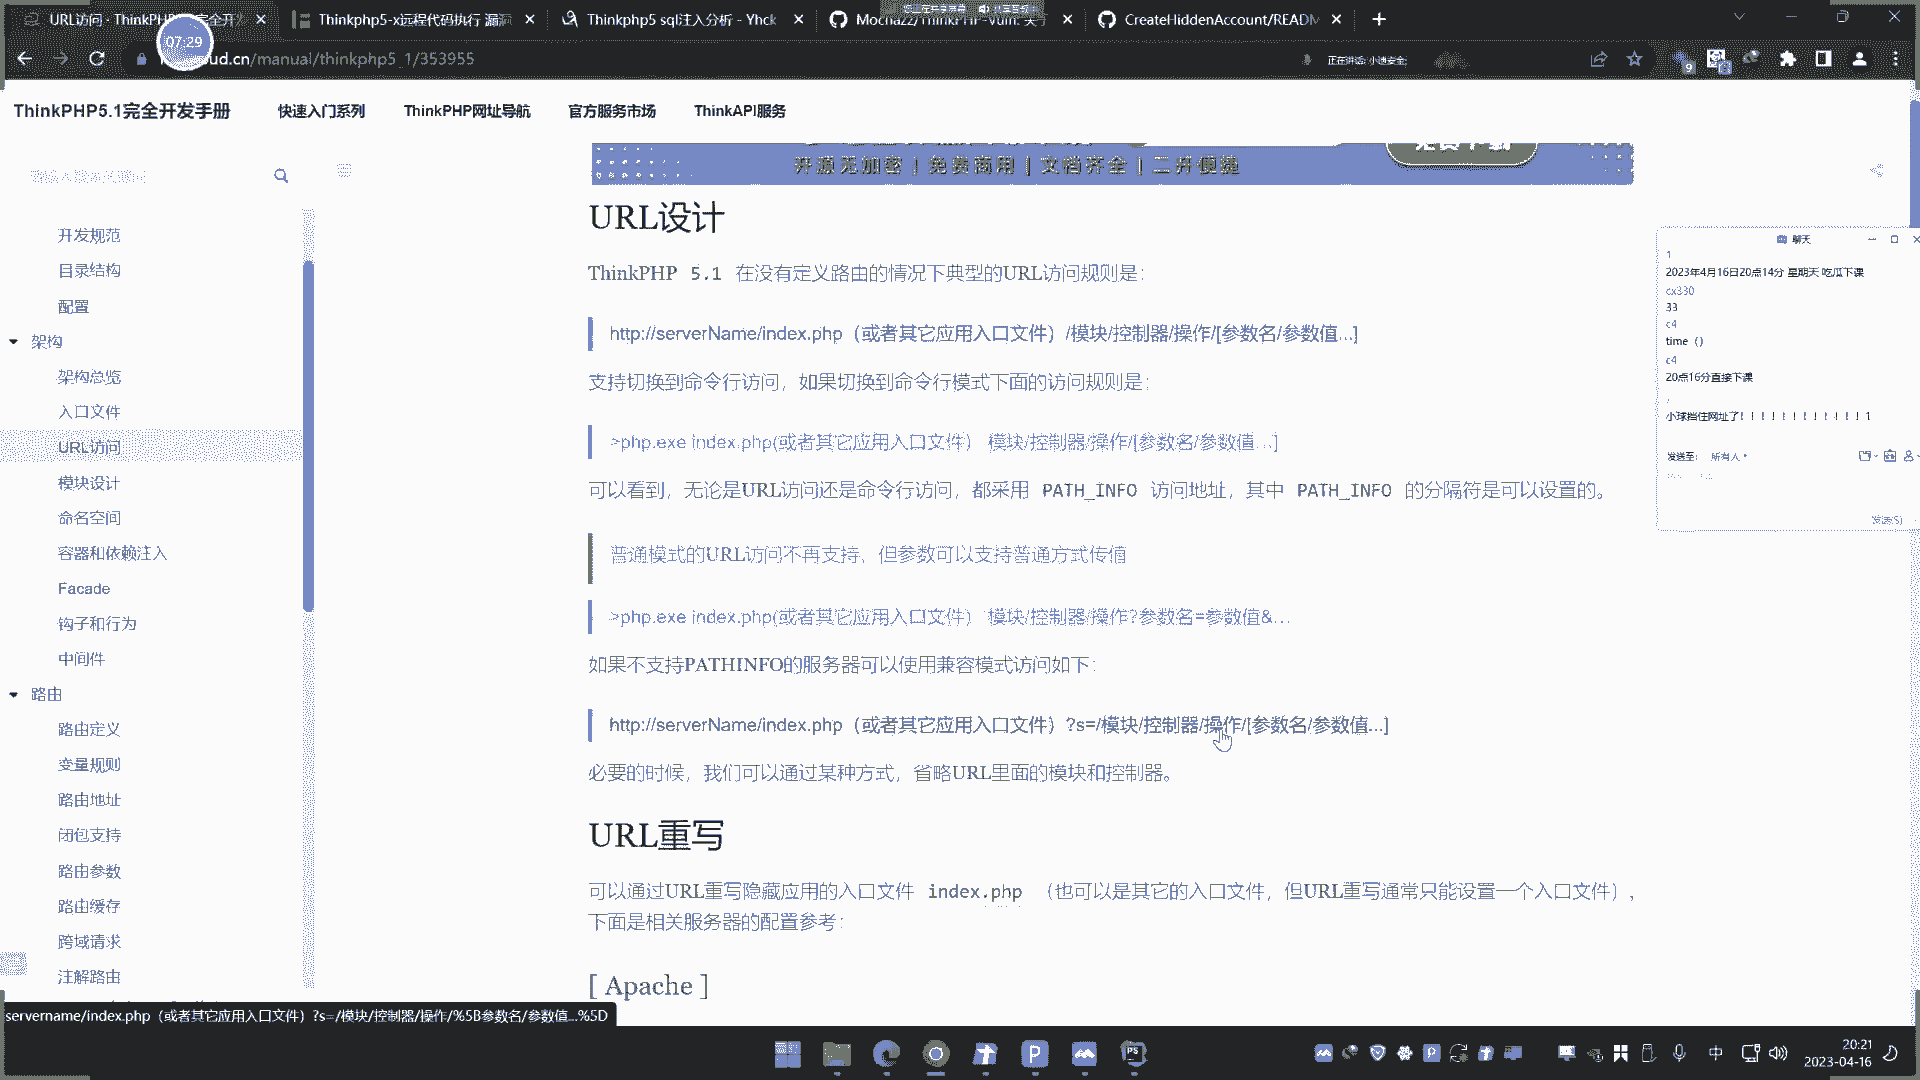 URL访问 · ThinkPHP
Thinkphp5-x远程代码执行 漏
Thinkphp5 sql注入分析 - Yhck
CreateHiddenAccount/READM
07:29
oud.cn/manual/thinkphp5_1/353955
正在讲话: 小迪安全;
ThinkPHP5.1完全开发手册
快速入门系列
ThinkPHP网址导航
官方服务市场
ThinkAPI服务
开源无加密 | 免费商用 | 文档齐全 | 二开便捷
免费下载
开发规范
目录结构
配置
架构
架构总览
入口文件
URL访问
模块设计
命名空间
容器和依赖注入
Facade
钩子和行为
中间件
路由
路由定义
变量规则
路由地址
闭包支持
路由参数
路由缓存
跨域请求
注解路由
URL设计
ThinkPHP 5.1 在没有定义路由的情况下典型的URL访问规则是：
http://serverName/index.php（或者其它应用入口文件）/模块/控制器/操作/[参数名/参数值...]
支持切换到命令行访问，如果切换到命令行模式下面的访问规则是：
>php.exe index.php(或者其它应用入口文件） 模块/控制器/操作/[参数名/参数值...]
可以看到，无论是URL访问还是命令行访问，都采用 PATH_INFO 访问地址，其中 PATH_INFO 的分隔符是可以设置的。
普通模式的URL访问不再支持，但参数可以支持普通方式传值
>php.exe index.php(或者其它应用入口文件） 模块/控制器/操作?参数名=参数值&...
如果不支持PATHINFO的服务器可以使用兼容模式访问如下：
http://serverName/index.php（或者其它应用入口文件）?s=/模块/控制器/操作/[参数名/参数值...]
必要的时候，我们可以通过某种方式，省略URL里面的模块和控制器。
URL重写
可以通过URL重写隐藏应用的入口文件 index.php （也可以是其它的入口文件，但URL重写通常只能设置一个入口文件），
下面是相关服务器的配置参考：
[ Apache ]
聊天
1
2023年4月16日20点14分 星期天 吃瓜下课
cx330
33
c4
time（）
c4
20点16分直接下课
小球挡住网址了！！！！！！！！！！！！！1
发送至: 所有人
发送(S)
servername/index.php（或者其它应用入口文件）?s=/模块/控制器/操作/%5B参数名/参数值...%5D
中
20:21
2023-04-16